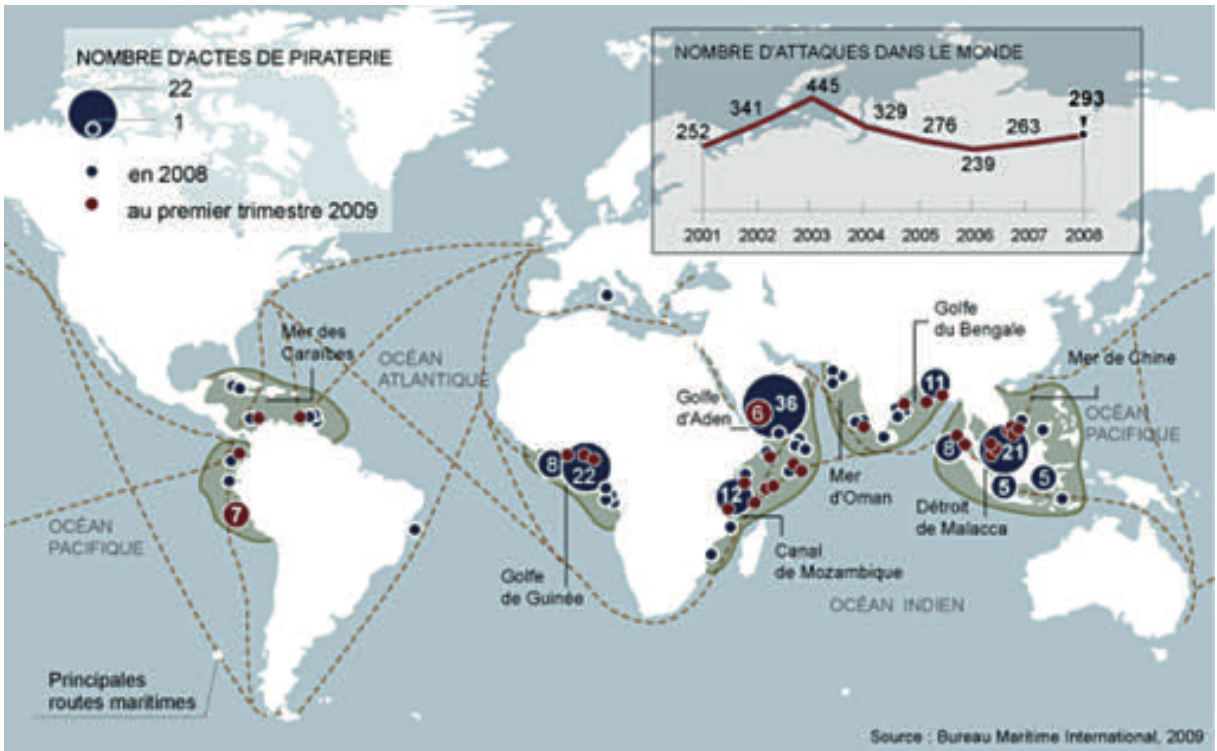 NOMBRE D'ACTES DE PIRATERIE
22
1
en 2008
au premier trimestre 2009
NOMBRE D'ATTAQUES DANS LE MONDE
252
341
445
329
276
239
263
293
2001 2002 2003 2004 2005 2006 2007 2008
Mer des
Caraïbes
OCÉAN
ATLANTIQUE
Golfe
d'Aden
6
36
Golfe
du Bengale
11
Mer de Chine
OCÉAN
PACIFIQUE
8
22
12
8
21
5
5
7
Mer
d'Oman
Détroit
de Malacca
OCÉAN
PACIFIQUE
Golfe
de Guinée
Canal
de Mozambique
OCÉAN INDIEN
Principales
routes maritimes
Source : Bureau Maritime International, 2009